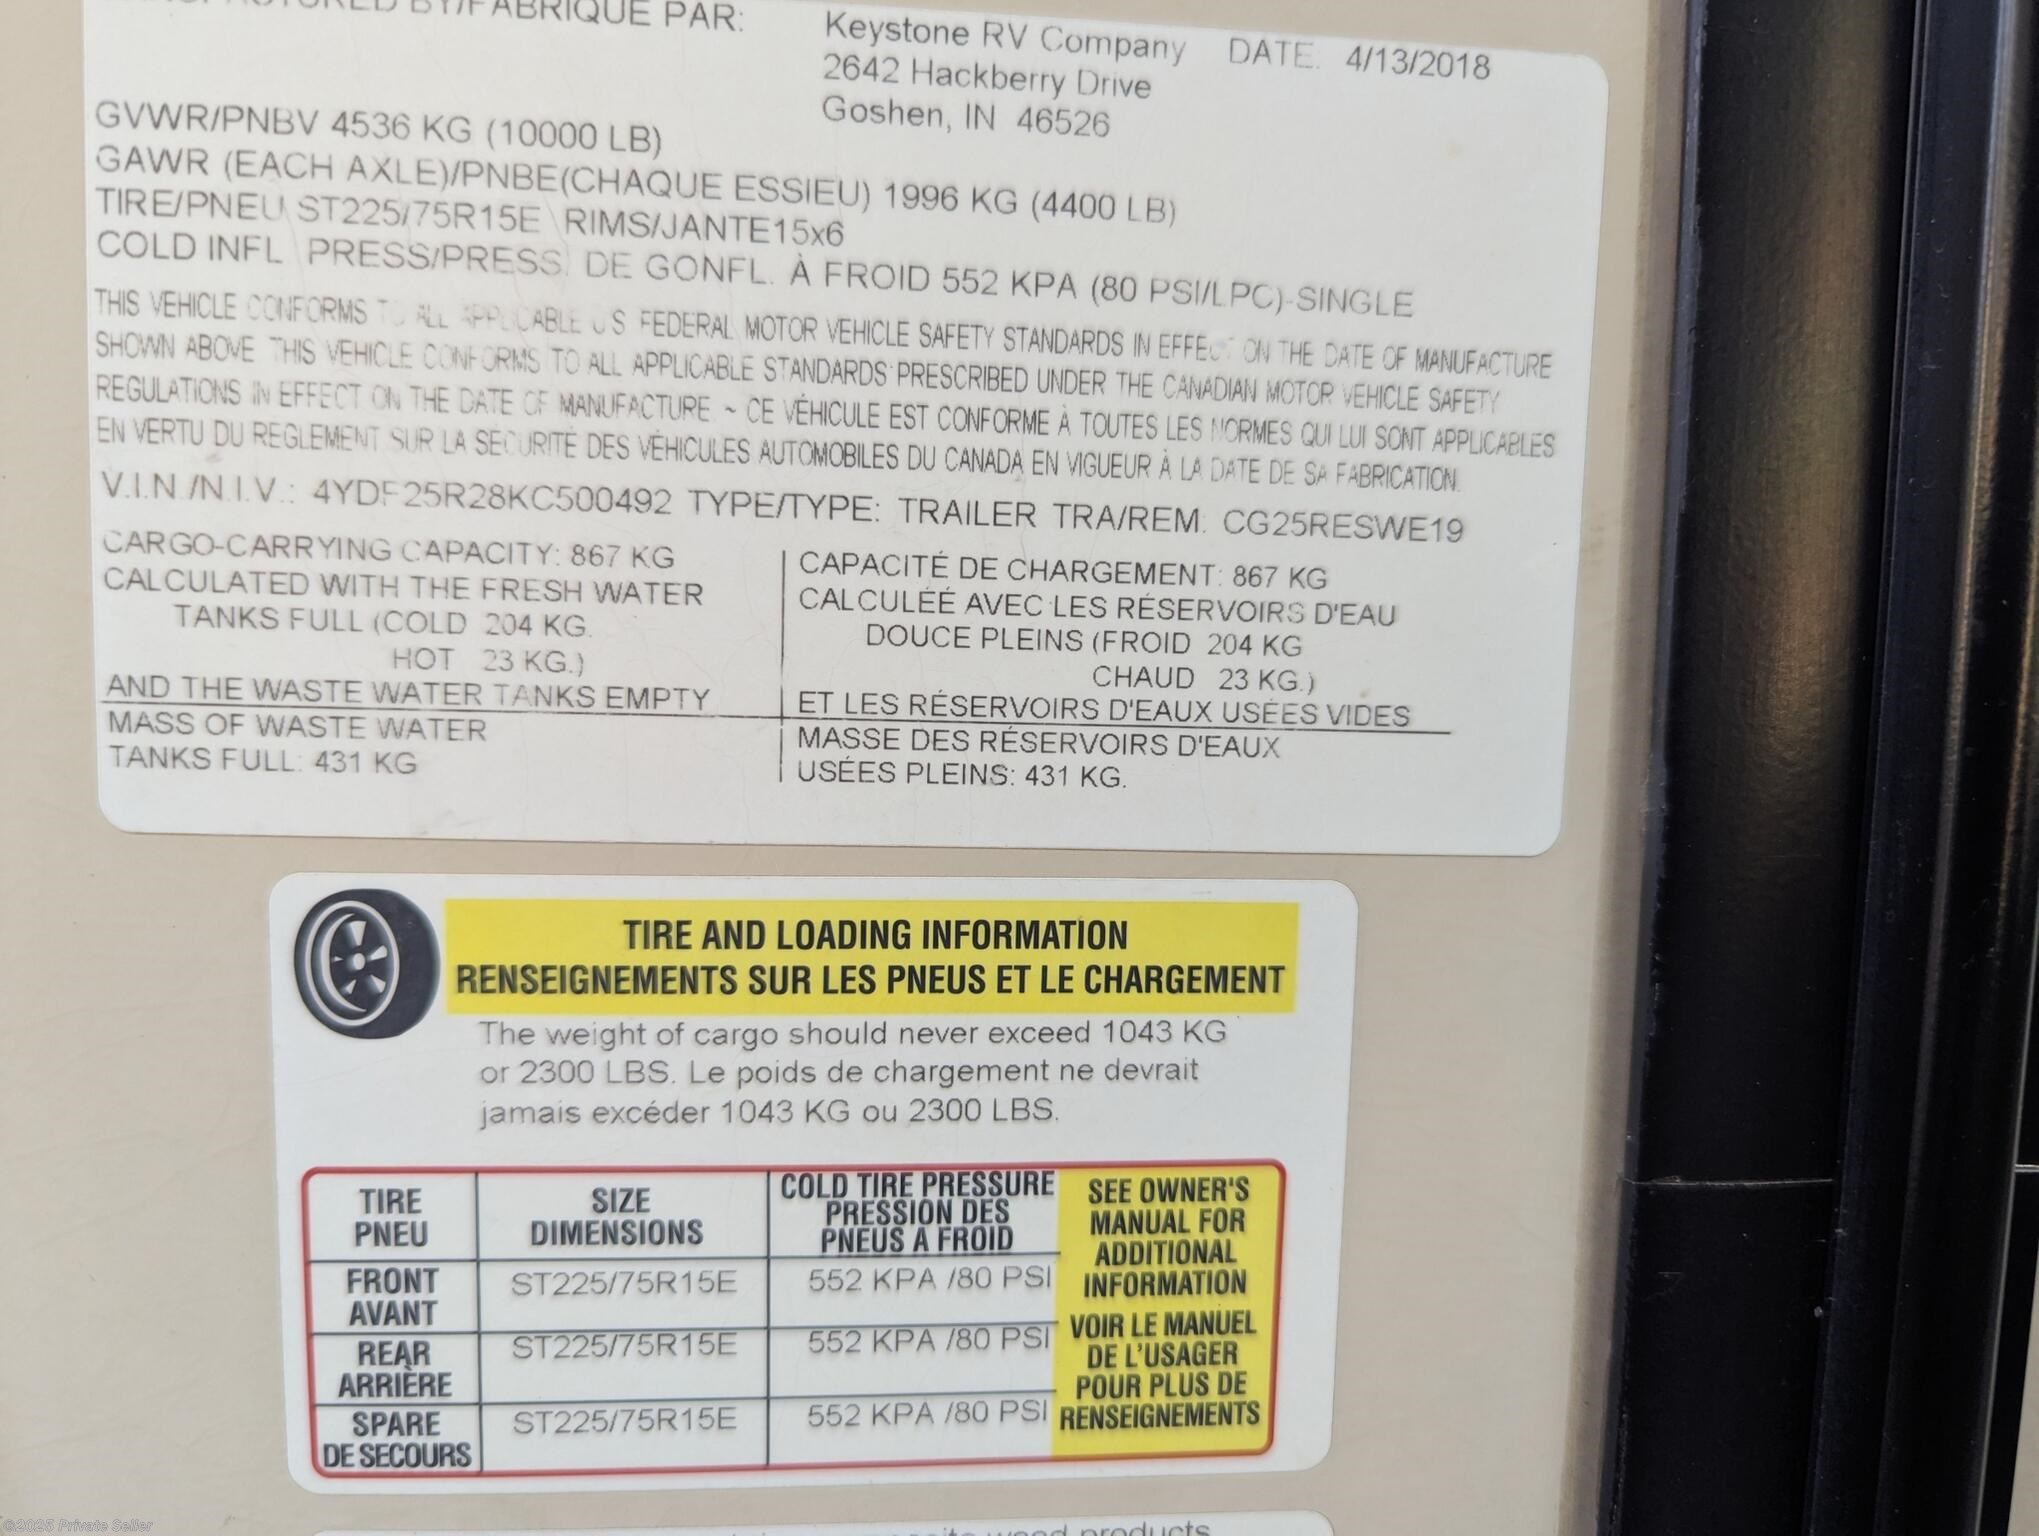 MANUFACTURED BY/FABRIQUÉ PAR: Keystone RV Company DATE: 4/13/2018
2642 Hackberry Drive
Goshen, IN 46526
GVWR/PNBV 4536 KG (10000 LB)
GAWR (EACH AXLE)/PNBE(CHAQUE ESSIEU) 1996 KG (4400 LB)
TIRE/PNEU ST225/75R15E RIMS/JANTE15x6
COLD INFL. PRESS/PRESS. DE GONFL. À FROID 552 KPA (80 PSI/LPC)-SINGLE
THIS VEHICLE CONFORMS TO ALL APPLICABLE U.S. FEDERAL MOTOR VEHICLE SAFETY STANDARDS IN EFFECT ON THE DATE OF MANUFACTURE
SHOWN ABOVE THIS VEHICLE CONFORMS TO ALL APPLICABLE STANDARDS PRESCRIBED UNDER THE CANADIAN MOTOR VEHICLE SAFETY
REGULATIONS IN EFFECT ON THE DATE OF MANUFACTURE. ~ CE VÉHICULE EST CONFORME À TOUTES LES NORMES QUI LUI SONT APPLICABLES
EN VERTU DU REGLEMENT SUR LA SÉCURITÉ DES VÉHICULES AUTOMOBILES DU CANADA EN VIGUEUR À LA DATE DE SA FABRICATION.
V.I.N./N.I.V.: 4YDF25R28KC500492 TYPE/TYPE: TRAILER TRA/REM: CG25RESWE19
CARGO-CARRYING CAPACITY: 867 KG
CALCULATED WITH THE FRESH WATER
TANKS FULL (COLD 204 KG.
HOT 23 KG.)
AND THE WASTE WATER TANKS EMPTY
MASS OF WASTE WATER
TANKS FULL: 431 KG
CAPACITÉ DE CHARGEMENT: 867 KG
CALCULÉÉ AVEC LES RÉSERVOIRS D'EAU
DOUCE PLEINS (FROID 204 KG
CHAUD 23 KG.)
ET LES RÉSERVOIRS D'EAUX USÉES VIDES
MASSE DES RÉSERVOIRS D'EAUX
USÉES PLEINS: 431 KG.
TIRE AND LOADING INFORMATION
RENSEIGNEMENTS SUR LES PNEUS ET LE CHARGEMENT
The weight of cargo should never exceed 1043 KG
or 2300 LBS. Le poids de chargement ne devrait
jamais excéder 1043 KG ou 2300 LBS.
TIRE
PNEU
SIZE
DIMENSIONS
COLD TIRE PRESSURE
PRESSION DES
PNEUS A FROID
FRONT
AVANT
ST225/75R15E
552 KPA /80 PSI
REAR
ARRIÈRE
ST225/75R15E
552 KPA /80 PSI
SPARE
DE SECOURS
ST225/75R15E
552 KPA /80 PSI
SEE OWNER'S
MANUAL FOR
ADDITIONAL
INFORMATION
VOIR LE MANUEL
DE L'USAGER
POUR PLUS DE
RENSEIGNEMENTS
wood products
©2025 Private Seller